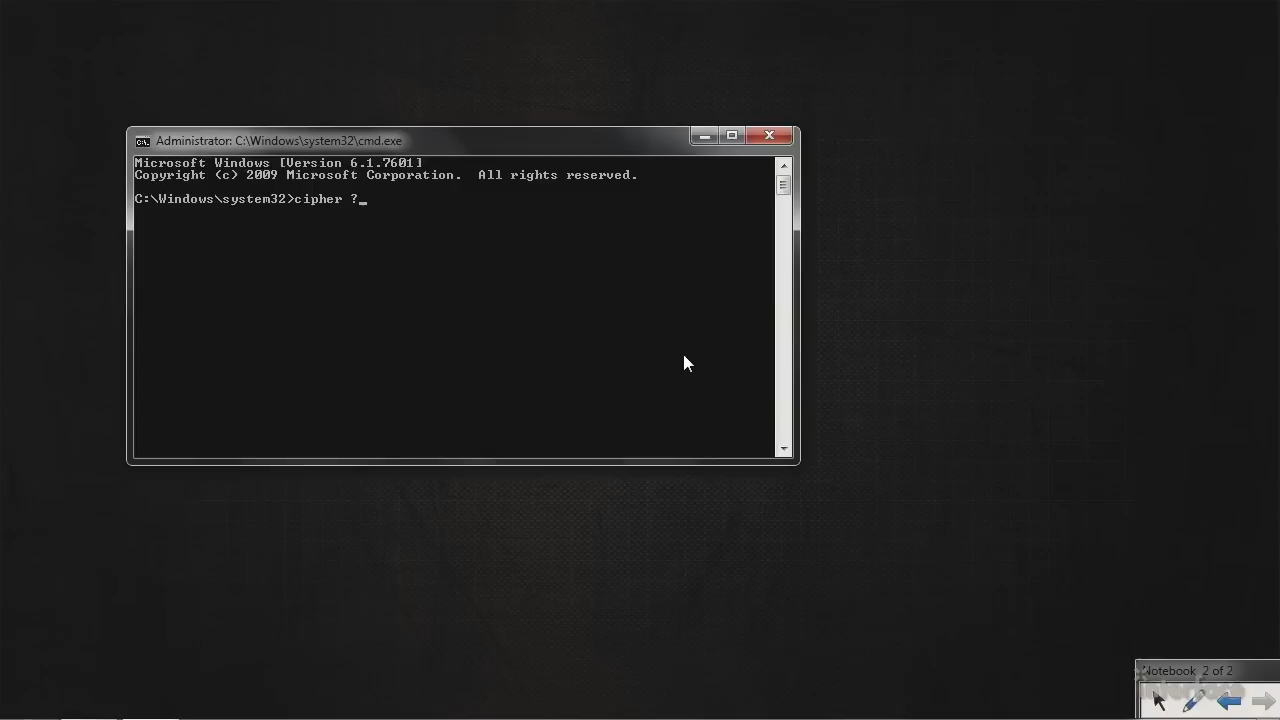 Administrator: C:\Windows\system32\cmd.exe
Microsoft Windows [Version 6.1.7601]
Copyright (c) 2009 Microsoft Corporation.  All rights reserved.
C:\Windows\system32>cipher ?_
Notebook 2 of 2